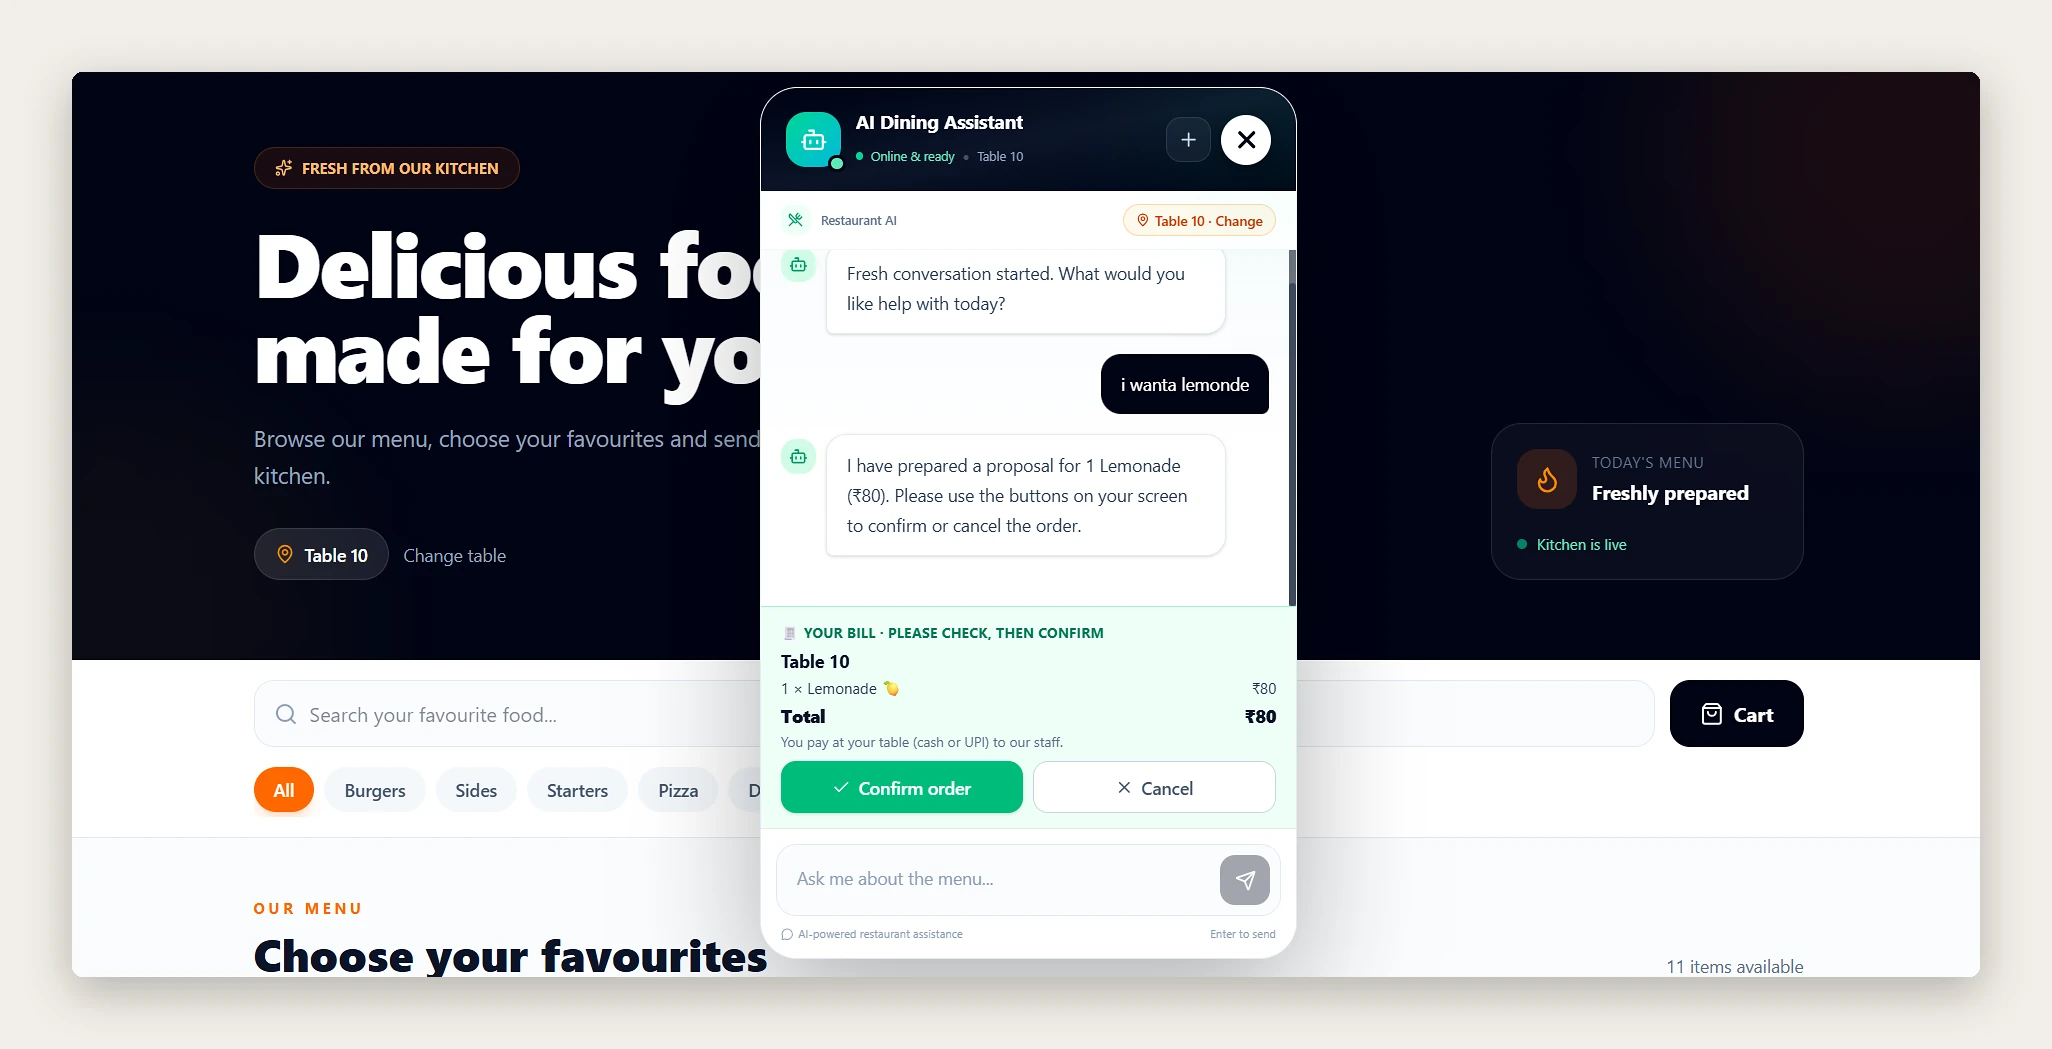 FRESH FROM OUR KITCHEN
Delicious foo
made for yo
Browse our menu, choose your favourites and send
kitchen.
Table 10
Change table
TODAY'S MENU
Freshly prepared
Kitchen is live
AI Dining Assistant
Online & ready • Table 10
Restaurant AI
Table 10 · Change
Fresh conversation started. What would you
like help with today?
i wanta lemonde
I have prepared a proposal for 1 Lemonade
(₹80). Please use the buttons on your screen
to confirm or cancel the order.
YOUR BILL · PLEASE CHECK, THEN CONFIRM
Table 10
1 × Lemonade 🍋 ₹80
Total ₹80
You pay at your table (cash or UPI) to our staff.
Confirm order
Cancel
Ask me about the menu...
AI-powered restaurant assistance
Enter to send
Search your favourite food...
Cart
All
Burgers
Sides
Starters
Pizza
D
OUR MENU
Choose your favourites
11 items available